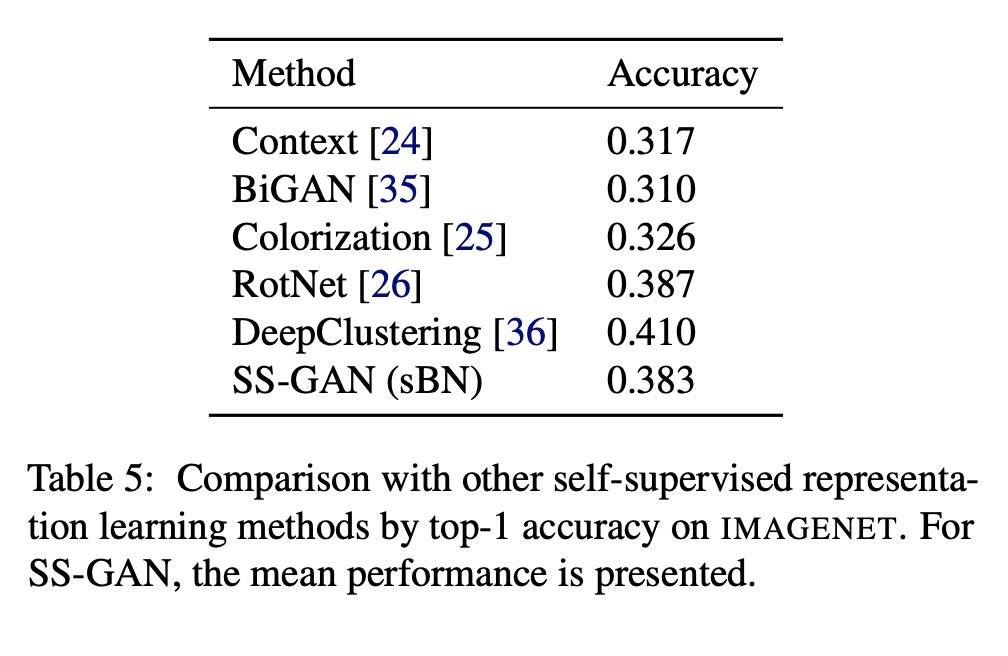 Method Accuracy
Context [24] 0.317
BiGAN [35] 0.310
Colorization [25] 0.326
RotNet [26] 0.387
DeepClustering [36] 0.410
SS-GAN (sBN) 0.383
Table 5: Comparison with other self-supervised representa-
tion learning methods by top-1 accuracy on IMAGENET. For
SS-GAN, the mean performance is presented.